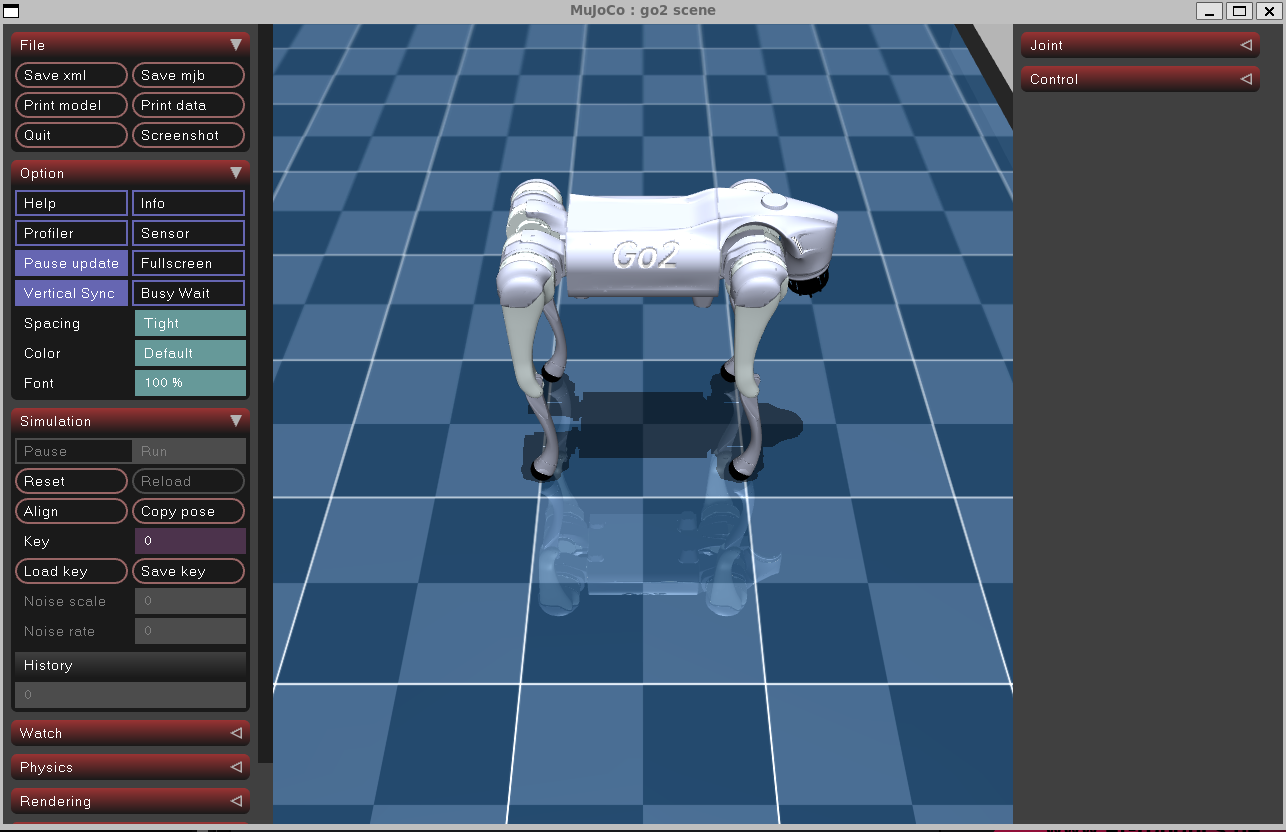 MuJoCo : go2 scene
File
Save xml
Save mjb
Print model
Print data
Quit
Screenshot
Option
Help
Info
Profiler
Sensor
Pause update
Fullscreen
Vertical Sync
Busy Wait
Spacing
Tight
Color
Default
Font
100 %
Simulation
Pause
Run
Reset
Reload
Align
Copy pose
Key
0
Load key
Save key
Noise scale
0
Noise rate
0
History
0
Watch
Physics
Rendering
Go2
Joint
Control